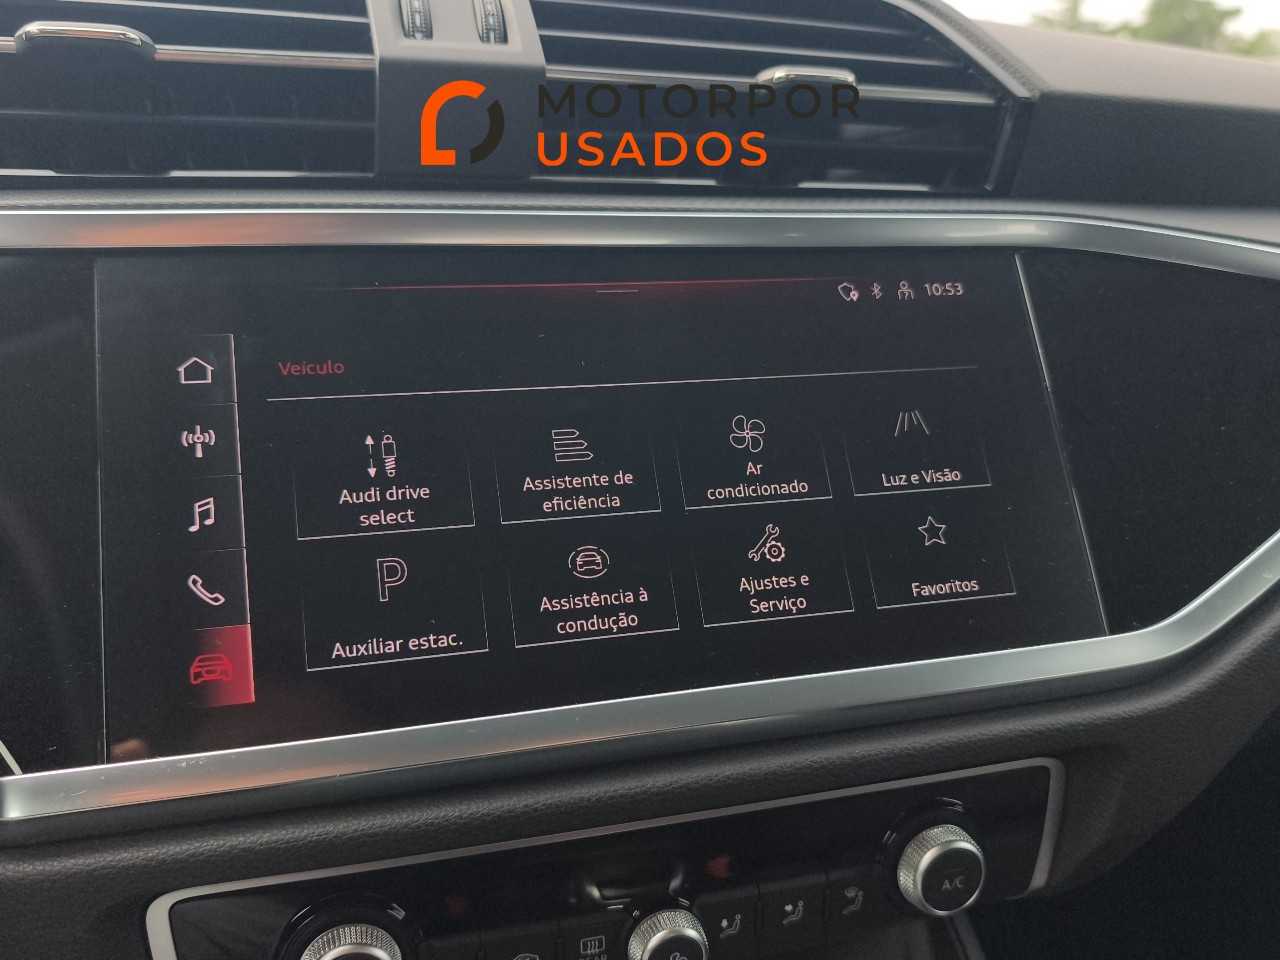 MOTORPOR
USADOS
10:53
Veículo
Audi drive
select
Assistente de
eficiência
Ar
condicionado
Luz e Visão
P
Auxiliar estac.
Assistência à
condução
Ajustes e
Serviço
Favoritos
A/C
REAR